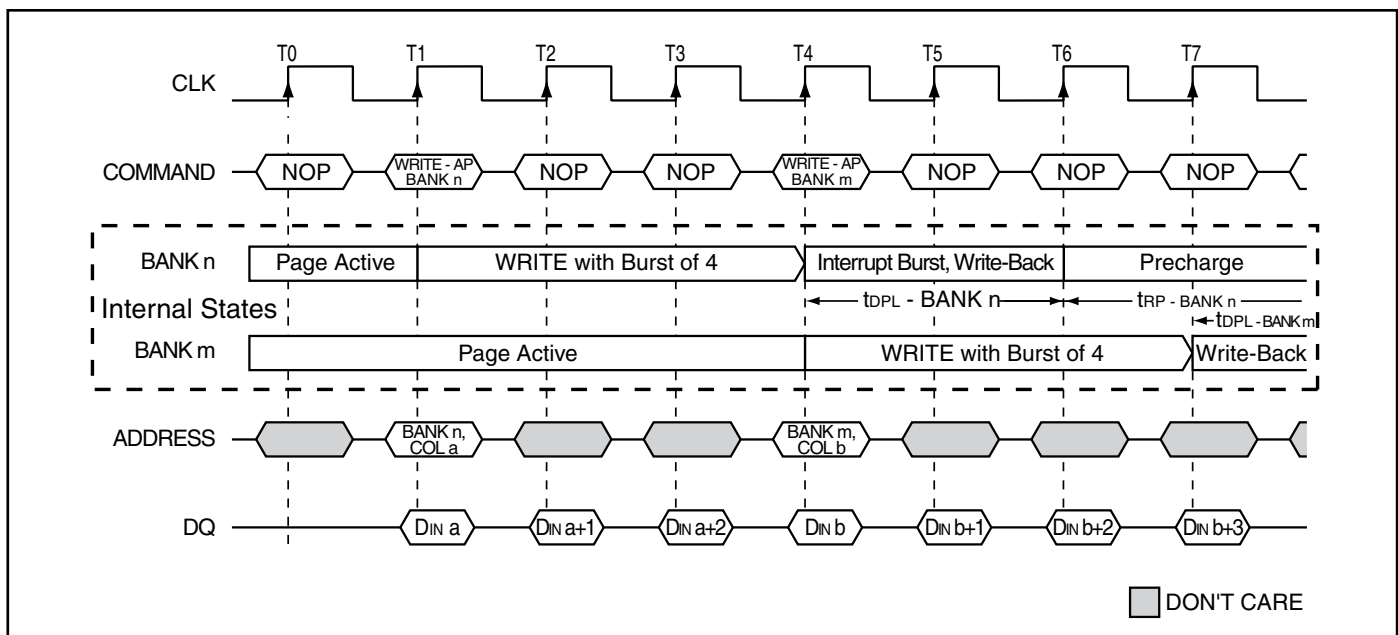 T0 T1 T2 T3 T4 T5 T6 T7
CLK
COMMAND NOP WRITE - AP BANK n NOP NOP WRITE - AP BANK m NOP NOP NOP
BANK n Page Active WRITE with Burst of 4 Interrupt Burst, Write-Back Precharge
tDPL - BANK n tRP - BANK n
Internal States
tDPL - BANK m
BANK m Page Active WRITE with Burst of 4 Write-Back
ADDRESS BANK n, COL a BANK m, COL b
DQ DIN a DIN a+1 DIN a+2 DIN b DIN b+1 DIN b+2 DIN b+3
DON'T CARE